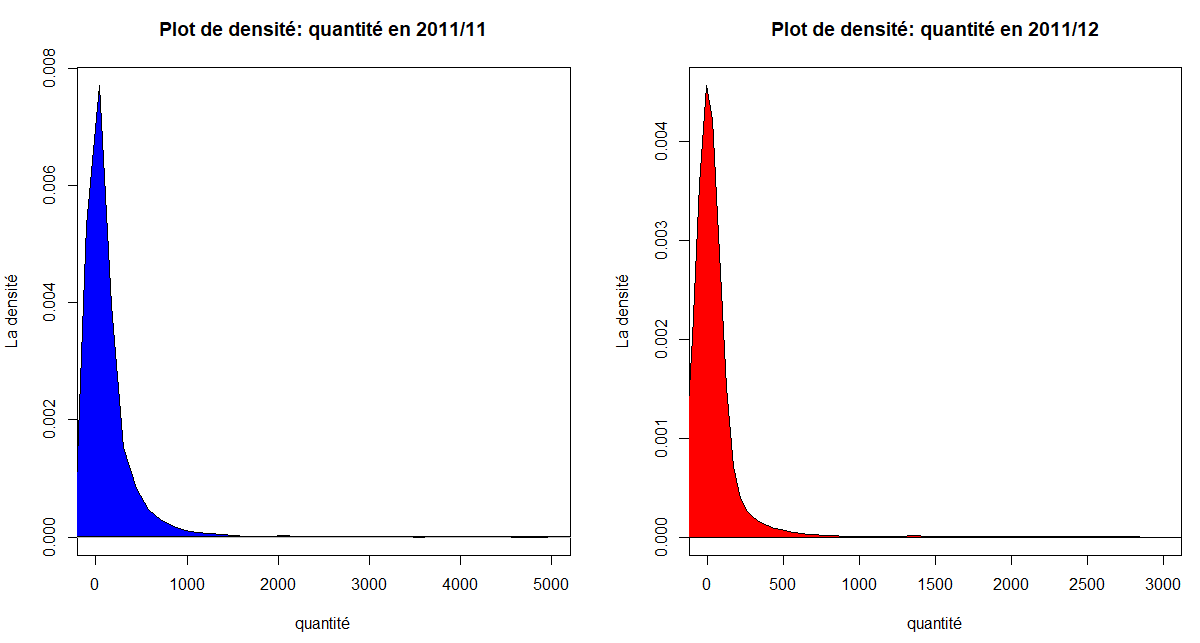 Plot de densité: quantité en 2011/11
0.008
0.006
0.004
0.002
0.000
La densité
0 1000 2000 3000 4000 5000
quantité
Plot de densité: quantité en 2011/12
0.004
0.003
0.002
0.001
0.000
La densité
0 500 1000 1500 2000 2500 3000
quantité